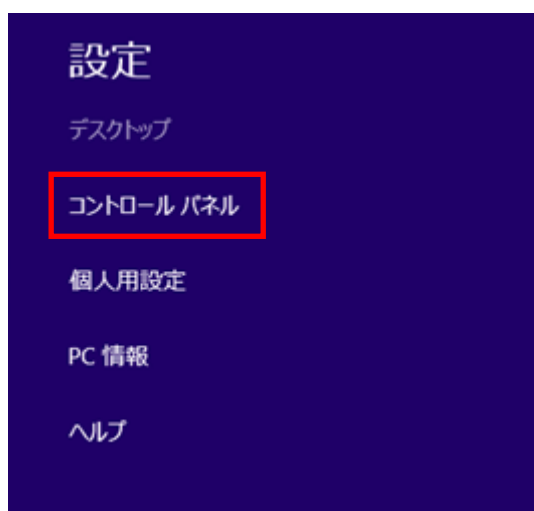 設定
デスクトップ
コントロール パネル
個人用設定
PC 情報
ヘルプ